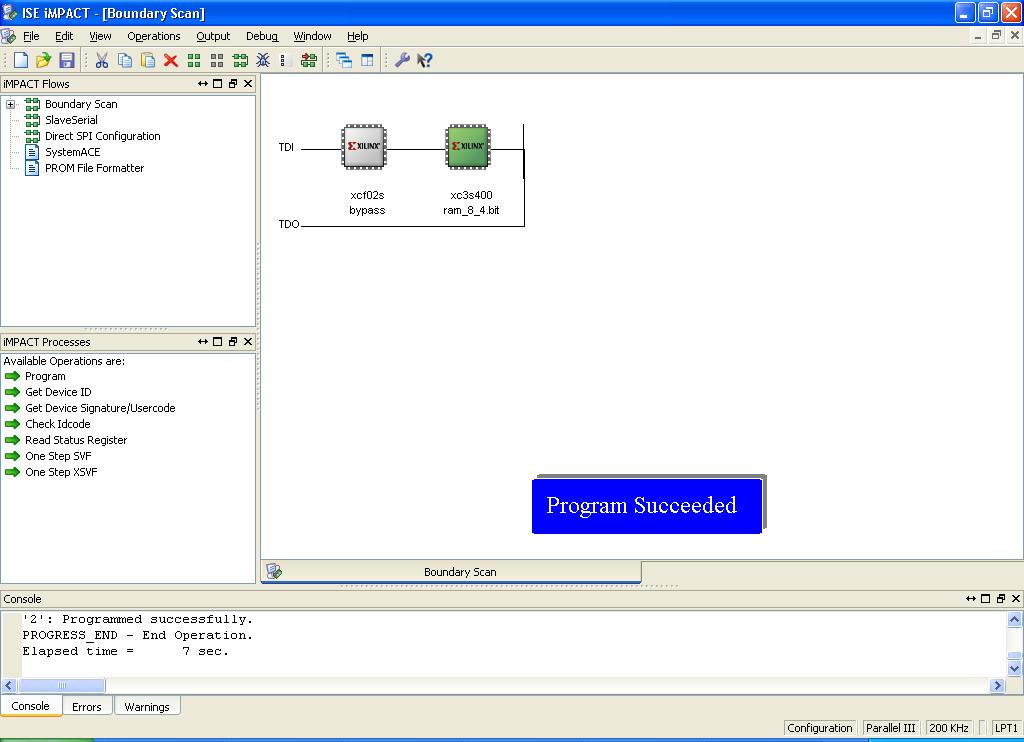 ISE iMPACT - [Boundary Scan]
File Edit View Operations Output Debug Window Help
iMPACT Flows
Boundary Scan
SlaveSerial
Direct SPI Configuration
SystemACE
PROM File Formatter
TDI
XILINX XILINX
xcf02s xc3s400
bypass ram_8_4.bit
TDO
iMPACT Processes
Available Operations are:
Program
Get Device ID
Get Device Signature/Usercode
Check Idcode
Read Status Register
One Step SVF
One Step XSVF
Program Succeeded
Boundary Scan
Console
'2': Programmed successfully.
PROGRESS_END - End Operation.
Elapsed time =      7 sec.
Console Errors Warnings
Configuration Parallel III 200 KHz LPT1